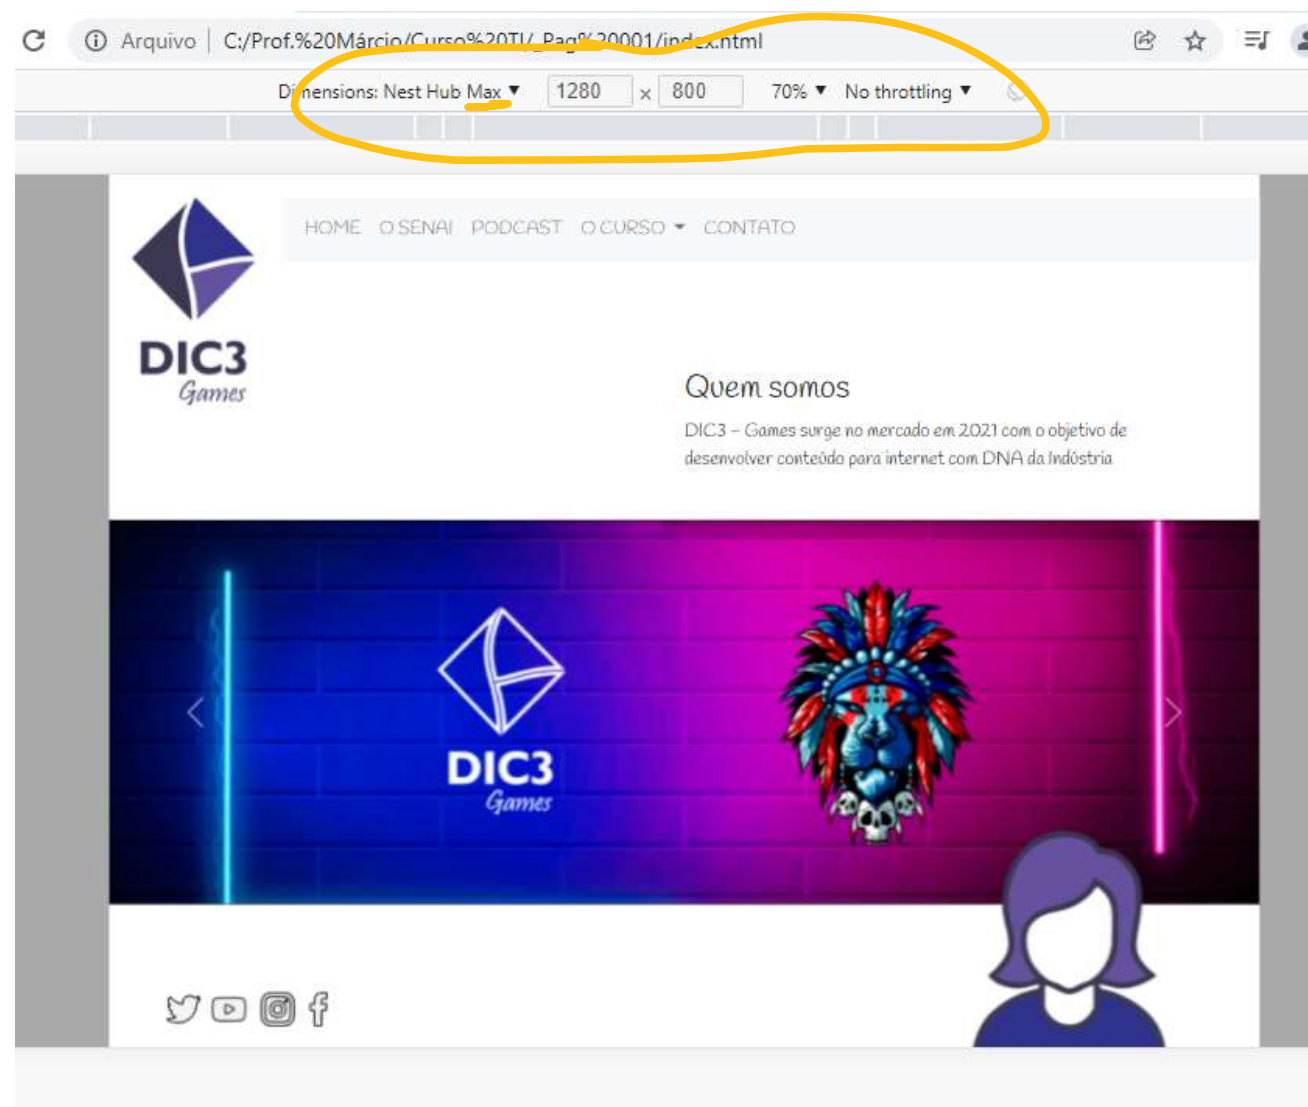 Arquivo | C:/Prof.%20Márcio/Curso%20TI/_Pag%20001/index.html
Dimensions: Nest Hub Max ▼ 1280 x 800 70% ▼ No throttling ▼
HOME O SENAI PODCAST O CURSO CONTATO
DIC3
Games
Quem somos
DIC3 – Games surge no mercado em 2021 com o objetivo de
desenvolver conteúdo para internet com DNA da Indústria
DIC3
Games